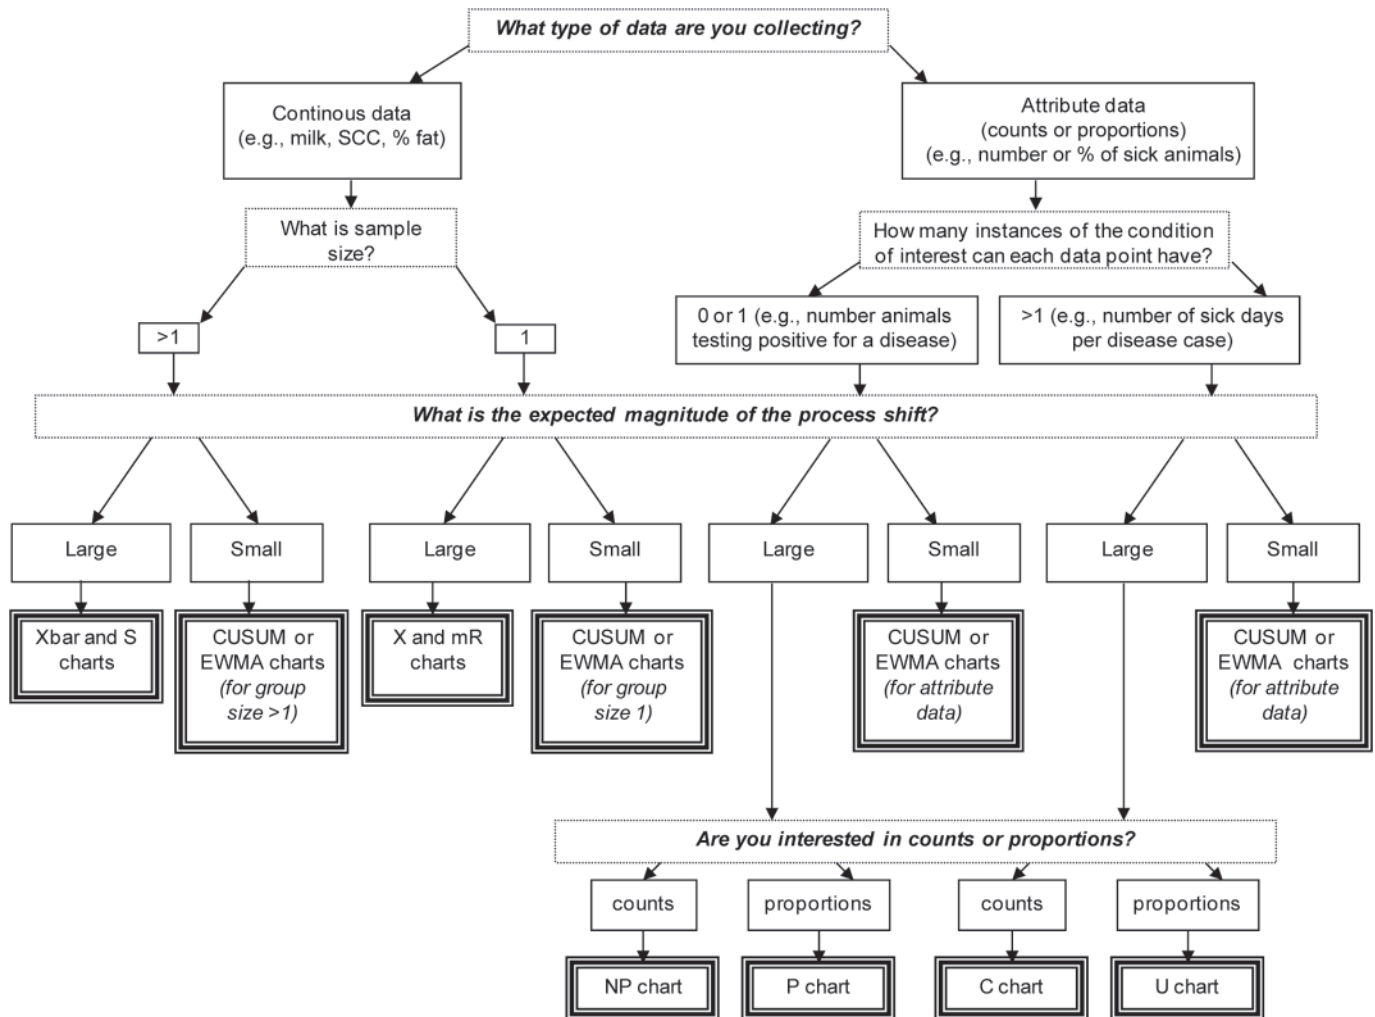 What type of data are you collecting?
Continous data
(e.g., milk, SCC, % fat)
Attribute data
(counts or proportions)
(e.g., number or % of sick animals)
What is sample
size?
How many instances of the condition
of interest can each data point have?
>1
1
0 or 1 (e.g., number animals
testing positive for a disease)
>1 (e.g., number of sick days
per disease case)
What is the expected magnitude of the process shift?
Large
Small
Large
Small
Large
Small
Large
Small
Xbar and S
charts
CUSUM or
EWMA charts
(for group
size >1)
X and mR
charts
CUSUM or
EWMA charts
(for group
size 1)
CUSUM or
EWMA charts
(for attribute
data)
CUSUM or
EWMA charts
(for attribute
data)
Are you interested in counts or proportions?
counts
proportions
counts
proportions
NP chart
P chart
C chart
U chart